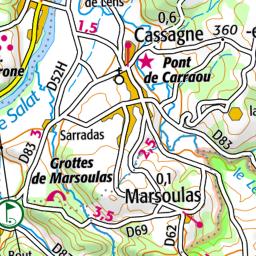 de Lens
1,5
0,6
360
Cassagne
Pont
de Carraou
D52H
Salat
3
Sarradas
D83
D83
2,5
Grottes
de Marsoulas
0,1
Marsoulas
3,5
D69
D62